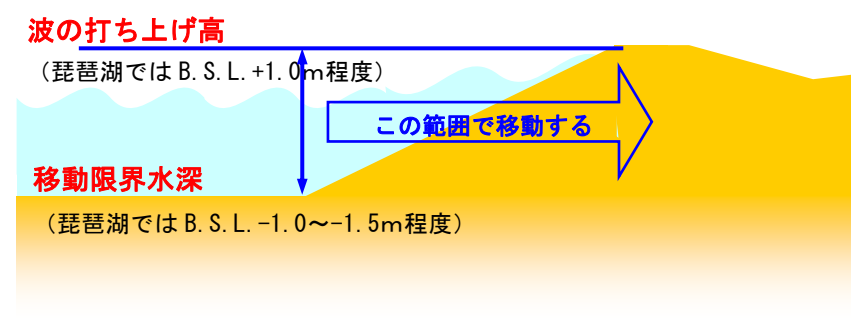 波の打ち上げ高
（琵琶湖では B.S.L.+1.0ｍ程度）
この範囲で移動する
移動限界水深
（琵琶湖では B.S.L.-1.0～-1.5ｍ程度）